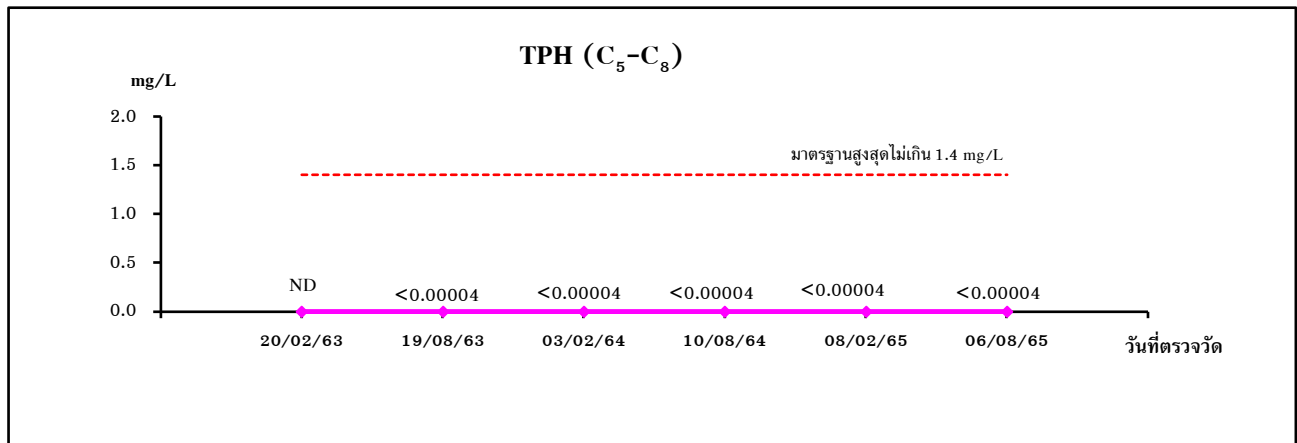 TPH (C₅-C₈)
mg/L
2.0
1.5
มาตรฐานสูงสุดไม่เกิน 1.4 mg/L
1.0
0.5
ND <0.00004 <0.00004 <0.00004 <0.00004 <0.00004
0.0
20/02/63 19/08/63 03/02/64 10/08/64 08/02/65 06/08/65 วันที่ตรวจวัด